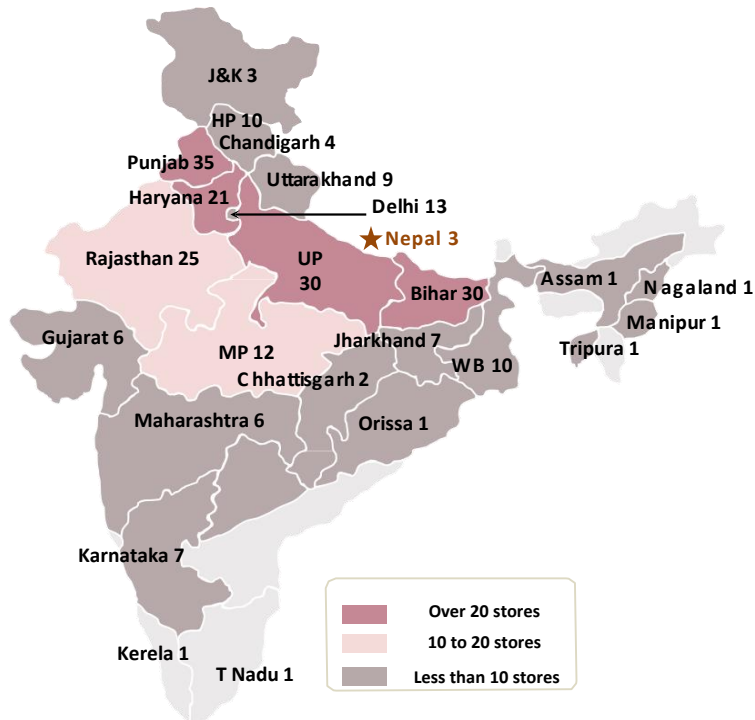 J&K 3
HP 10
Chandigarh 4
Punjab 35
Uttarakhand 9
Haryana 21
Delhi 13
Nepal 3
Rajasthan 25
UP
30
Bihar 30
Assam 1
Nagaland 1
Manipur 1
Tripura 1
Gujarat 6
Jharkhand 7
MP 12
WB 10
Chhattisgarh 2
Maharashtra 6
Orissa 1
Karnataka 7
Kerela 1
T Nadu 1
Over 20 stores
10 to 20 stores
Less than 10 stores